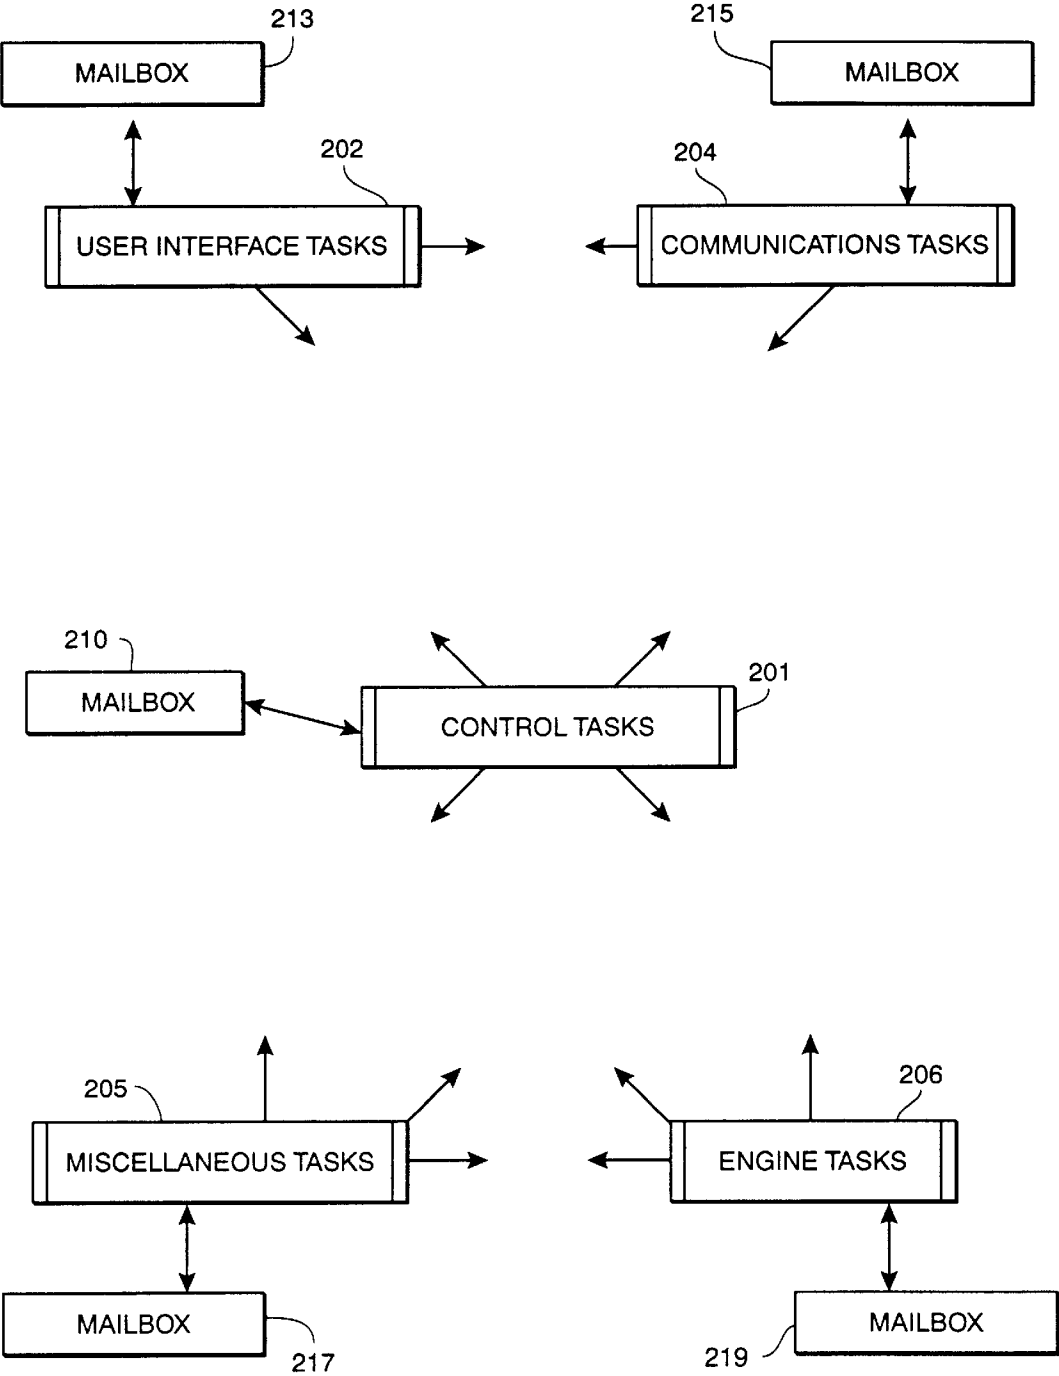 213
MAILBOX
215
MAILBOX
202
USER INTERFACE TASKS
204
COMMUNICATIONS TASKS
210
MAILBOX
201
CONTROL TASKS
205
MISCELLANEOUS TASKS
206
ENGINE TASKS
MAILBOX
217
MAILBOX
219